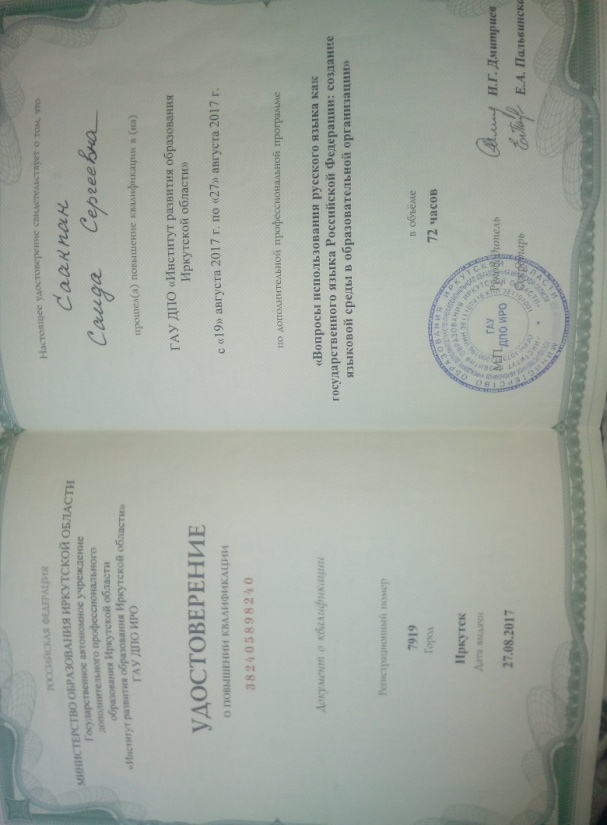 РОССИЙСКАЯ ФЕДЕРАЦИЯ
МИНИСТЕРСТВО ОБРАЗОВАНИЯ ИРКУТСКОЙ ОБЛАСТИ
Государственное автономное учреждение
дополнительного профессионального
образования Иркутской области
«Институт развития образования Иркутской области»
ГАУ ДПО ИРО
УДОСТОВЕРЕНИЕ
О ПОВЫШЕНИИ КВАЛИФИКАЦИИ
382405898240
Документ о квалификации
Регистрационный номер
7919
Город
Иркутск
Дата выдачи
27.08.2017
Настоящее удостоверение свидетельствует о том, что
Саакян
Саида Сергеевна
прошел(а) повышение квалификации в (на)
ГАУ ДПО «Институт развития образования
Иркутской области»
с «19» августа 2017 г. по «27» августа 2017 г.
по дополнительной профессиональной программе
«Вопросы использования русского языка как
государственного языка Российской Федерации: создание
языковой среды в образовательной организации»
в объёме
72 часов
М.П. Руководитель И.Г. Дмитриев
Секретарь Е.А. Пальвинска
ГАУ
ДПО ИРО